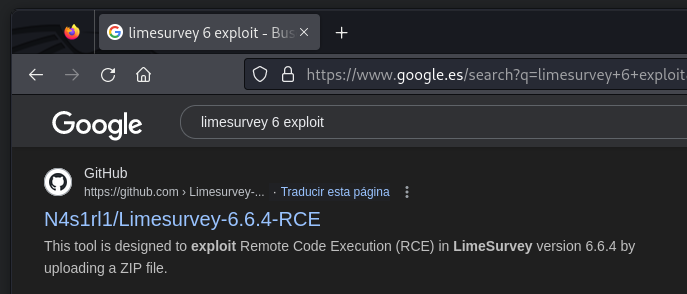 limesurvey 6 exploit - Bus
https://www.google.es/search?q=limesurvey+6+exploit
Google
limesurvey 6 exploit
GitHub
https://github.com › Limesurvey-... · Traducir esta página
N4s1rl1/Limesurvey-6.6.4-RCE
This tool is designed to exploit Remote Code Execution (RCE) in LimeSurvey version 6.6.4 by
uploading a ZIP file.